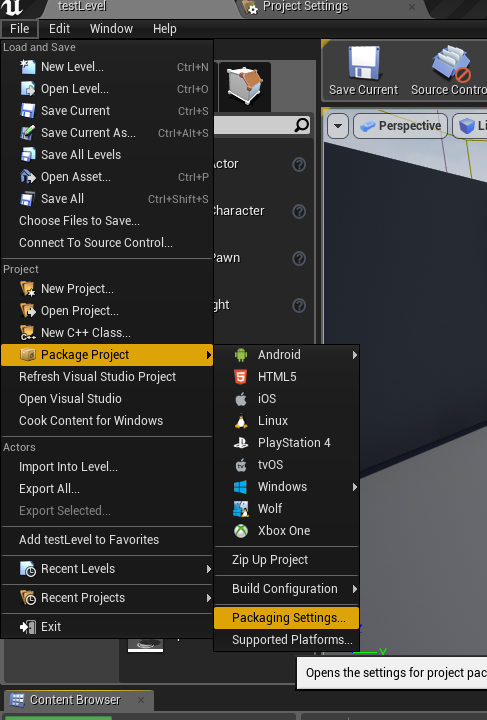 testLevel
Project Settings
File Edit Window Help
Load and Save
New Level... Ctrl+N
Open Level... Ctrl+O
Save Current Ctrl+S
Save Current As... Ctrl+Alt+S
Save All Levels
Open Asset... Ctrl+P
Save All Ctrl+Shift+S
Choose Files to Save...
Connect To Source Control...
Project
New Project...
Open Project...
New C++ Class...
Package Project
Refresh Visual Studio Project
Open Visual Studio
Cook Content for Windows
Actors
Import Into Level...
Export All...
Export Selected...
Add testLevel to Favorites
Recent Levels
Recent Projects
Exit
Save Current
Source Contro
Perspective
Li
ctor
Character
awn
ght
Android
HTML5
iOS
Linux
PlayStation 4
tvOS
Windows
Wolf
Xbox One
Zip Up Project
Build Configuration
Packaging Settings...
Supported Platforms...
Y
Opens the settings for project pac
Content Browser